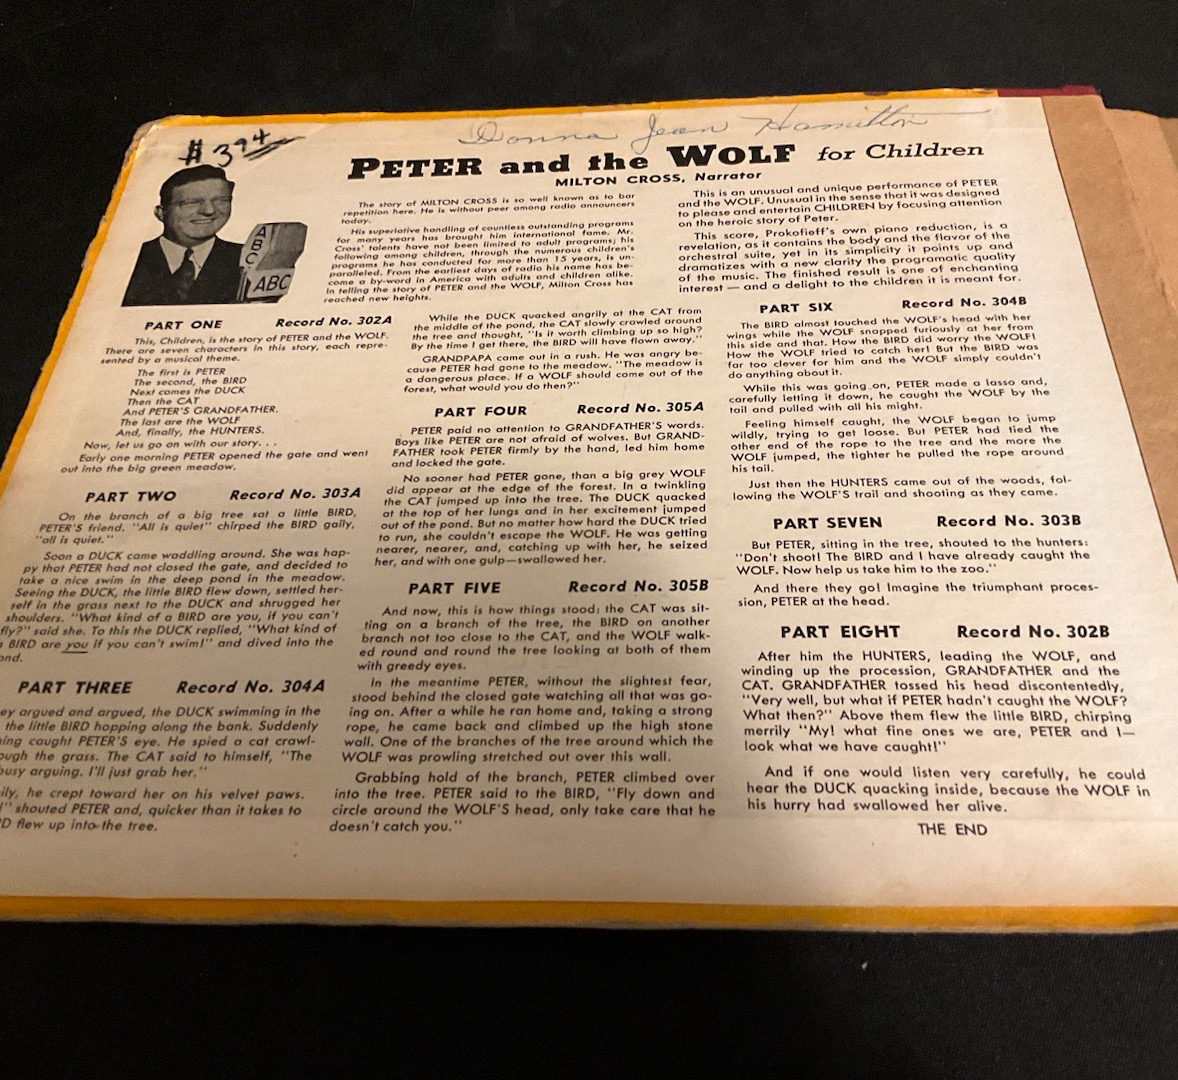 # 394
Donna Jean Hamilton
PETER and the WOLF for Children
MILTON CROSS, Narrator
A
B
C
ABC
The story of MILTON CROSS is so well known as to bar
repetition here. He is without peer among radio announcers
today.
His superlative handling of countless outstanding programs
for many years has brought him international fame. Mr.
Cross' talents have not been limited to adult programs; his
following among children, through the numerous children's
programs he has conducted for more than 15 years, is un-
paralleled. From the earliest days of radio his name has be-
come a by-word in America with adults and children alike.
In telling the story of PETER and the WOLF, Milton Cross has
reached new heights.
This is an unusual and unique performance of PETER
and the WOLF. Unusual in the sense that it was designed
to please and entertain CHILDREN by focusing attention
on the heroic story of Peter.
This score, Prokofieff's own piano reduction, is a
revelation, as it contains the body and the flavor of the
orchestral suite, yet in its simplicity it points up and
dramatizes with a new clarity the programatic quality
of the music. The finished result is one of enchanting
interest — and a delight to the children it is meant for.
PART ONE Record No. 302A
This, Children, is the story of PETER and the WOLF.
There are seven characters in this story, each repre-
sented by a musical theme.
The first is PETER
The second, the BIRD
Next comes the DUCK
Then the CAT
And PETER'S GRANDFATHER.
The last are the WOLF
And, finally, the HUNTERS.
Now, let us go on with our story. . .
Early one morning PETER opened the gate and went
out into the big green meadow.
PART TWO Record No. 303A
On the branch of a big tree sat a little BIRD,
PETER'S friend. "All is quiet" chirped the BIRD gaily,
"all is quiet."
Soon a DUCK came waddling around. She was hap-
py that PETER had not closed the gate, and decided to
take a nice swim in the deep pond in the meadow.
Seeing the DUCK, the little BIRD flew down, settled her-
self in the grass next to the DUCK and shrugged her
shoulders. "What kind of a BIRD are you, if you can't
fly?" said she. To this the DUCK replied, "What kind of
a BIRD are you if you can't swim!" and dived into the
ond.
PART THREE Record No. 304A
ey argued and argued, the DUCK swimming in the
the little BIRD hopping along the bank. Suddenly
ing caught PETER'S eye. He spied a cat crawl-
ough the grass. The CAT said to himself, "The
busy arguing. I'll just grab her."
ily, he crept toward her on his velvet paws.
!" shouted PETER and, quicker than it takes to
D flew up into the tree.
While the DUCK quacked angrily at the CAT from
the middle of the pond, the CAT slowly crawled around
the tree and thought, "Is it worth climbing up so high?
By the time I get there, the BIRD will have flown away."
GRANDPAPA came out in a rush. He was angry be-
cause PETER had gone to the meadow. "The meadow is
a dangerous place. If a WOLF should come out of the
forest, what would you do then?"
PART FOUR Record No. 305A
PETER paid no attention to GRANDFATHER'S words.
Boys like PETER are not afraid of wolves. But GRAND-
FATHER took PETER firmly by the hand, led him home
and locked the gate.
No sooner had PETER gone, than a big grey WOLF
did appear at the edge of the forest. In a twinkling
the CAT jumped up into the tree. The DUCK quacked
at the top of her lungs and in her excitement jumped
out of the pond. But no matter how hard the DUCK tried
to run, she couldn't escape the WOLF. He was getting
nearer, nearer, and, catching up with her, he seized
her, and with one gulp—swallowed her.
PART FIVE Record No. 305B
And now, this is how things stood: the CAT was sit-
ting on a branch of the tree, the BIRD on another
branch not too close to the CAT, and the WOLF walk-
ed round and round the tree looking at both of them
with greedy eyes.
In the meantime PETER, without the slightest fear,
stood behind the closed gate watching all that was go-
ing on. After a while he ran home and, taking a strong
rope, he came back and climbed up the high stone
wall. One of the branches of the tree around which the
WOLF was prowling stretched out over this wall.
Grabbing hold of the branch, PETER climbed over
into the tree. PETER said to the BIRD, "Fly down and
circle around the WOLF'S head, only take care that he
doesn't catch you."
PART SIX Record No. 304B
The BIRD almost touched the WOLF's head with her
wings while the WOLF snapped furiously at her from
this side and that. How the BIRD did worry the WOLF!
How the WOLF tried to catch her! But the BIRD was
far too clever for him and the WOLF simply couldn't
do anything about it.
While this was going on, PETER made a lasso and,
carefully letting it down, he caught the WOLF by the
tail and pulled with all his might.
Feeling himself caught, the WOLF began to jump
wildly, trying to get loose. But PETER had tied the
other end of the rope to the tree and the more the
WOLF jumped, the tighter he pulled the rope around
his tail.
Just then the HUNTERS came out of the woods, fol-
lowing the WOLF'S trail and shooting as they came.
PART SEVEN Record No. 303B
But PETER, sitting in the tree, shouted to the hunters:
"Don't shoot! The BIRD and I have already caught the
WOLF. Now help us take him to the zoo."
And there they go! Imagine the triumphant proces-
sion, PETER at the head.
PART EIGHT Record No. 302B
After him the HUNTERS, leading the WOLF, and
winding up the procession, GRANDFATHER and the
CAT. GRANDFATHER tossed his head discontentedly,
"Very well, but what if PETER hadn't caught the WOLF?
What then?" Above them flew the little BIRD, chirping
merrily "My! what fine ones we are, PETER and I—
look what we have caught!"
And if one would listen very carefully, he could
hear the DUCK quacking inside, because the WOLF in
his hurry had swallowed her alive.
THE END